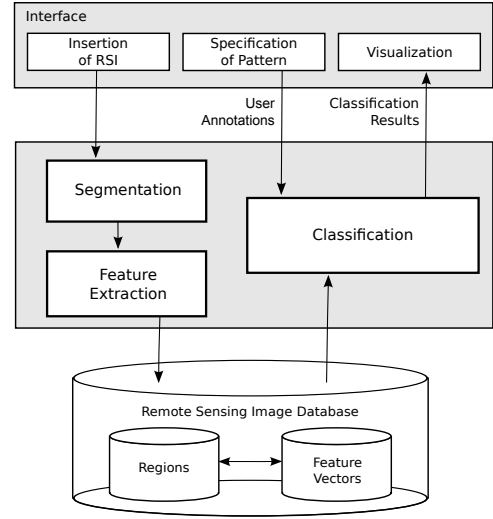 Interface
Insertion
of RSI
Specification
of Pattern
Visualization
User
Annotations
Classification
Results
Segmentation
Classification
Feature
Extraction
Remote Sensing Image Database
Regions
Feature
Vectors